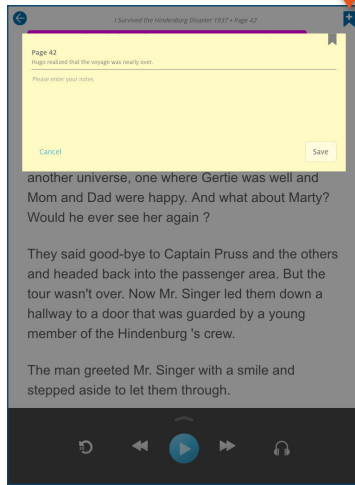 I Survived the Hindenburg Disaster 1937 • Page 42
Page 42
Hugo realized that the voyage was nearly over.
Please enter your notes
Cancel
Save
another universe, one where Gertie was well and
Mom and Dad were happy. And what about Marty?
Would he ever see her again ?
They said good-bye to Captain Pruss and the others
and headed back into the passenger area. But the
tour wasn't over. Now Mr. Singer led them down a
hallway to a door that was guarded by a young
member of the Hindenburg 's crew.
The man greeted Mr. Singer with a smile and
stepped aside to let them through.